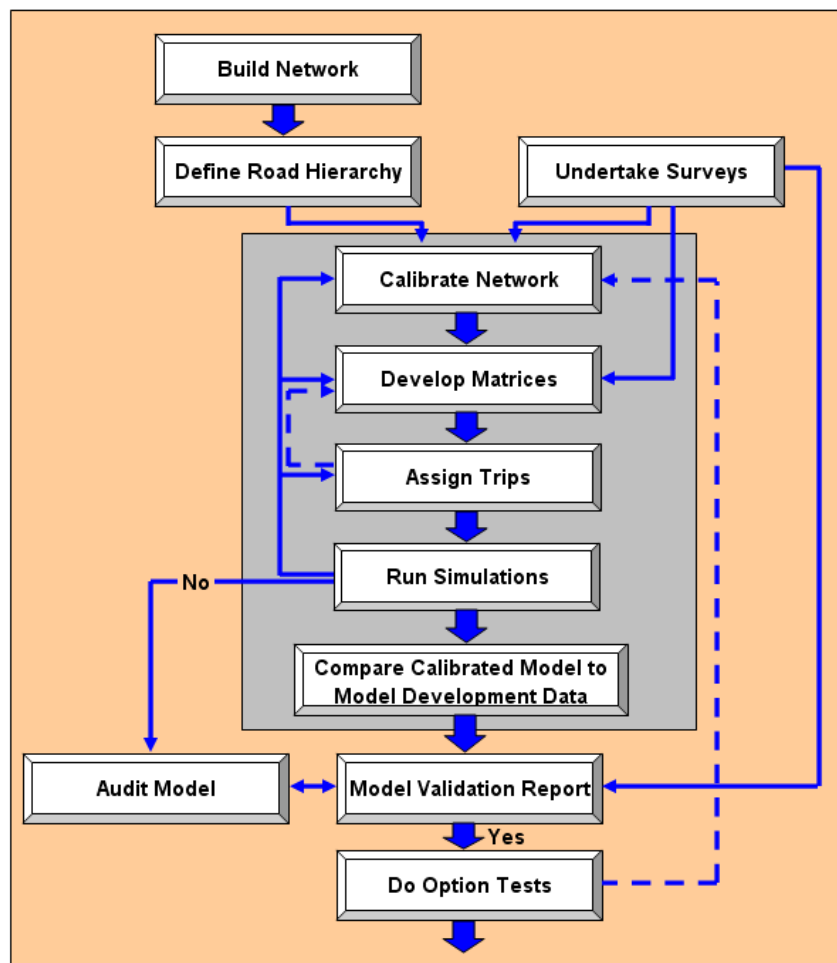 Build Network
Define Road Hierarchy
Undertake Surveys
Calibrate Network
Develop Matrices
Assign Trips
Run Simulations
No
Compare Calibrated Model to
Model Development Data
Audit Model
Model Validation Report
Yes
Do Option Tests